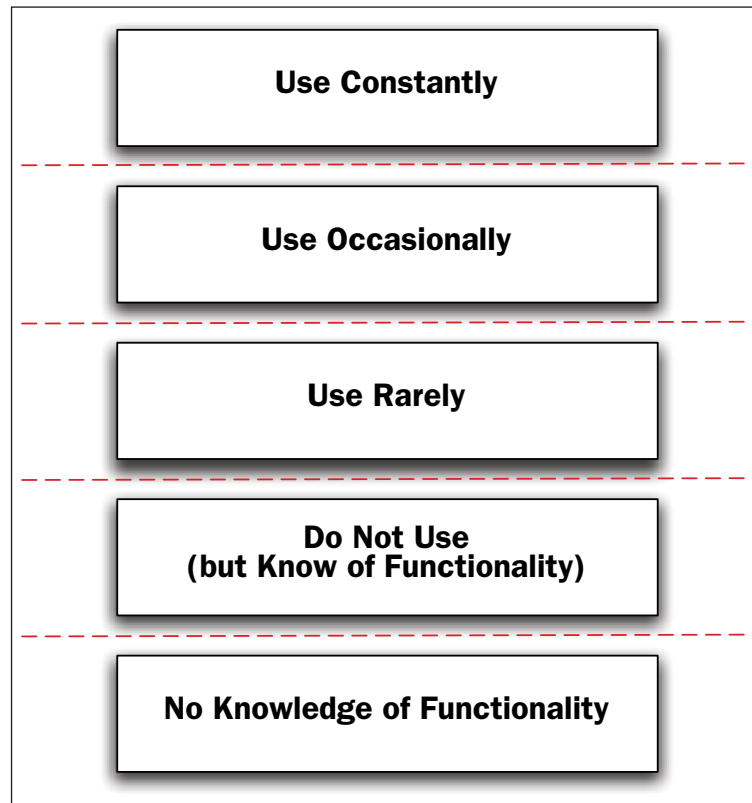 Use Constantly
Use Occasionally
Use Rarely
Do Not Use
(but Know of Functionality)
No Knowledge of Functionality